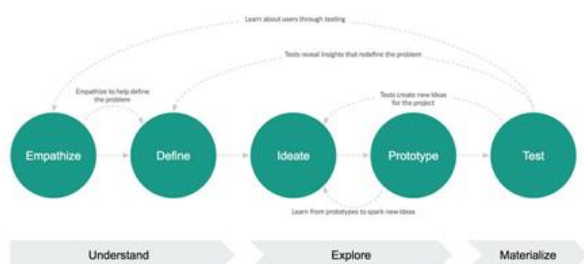 Learn about users through testing
Tests reveal insights that redefine the problem
Empathize to help define
the problem
Tests create new ideas
for the project
Empathize
Define
Ideate
Prototype
Test
Learn from prototypes to spark new ideas
Understand
Explore
Materialize